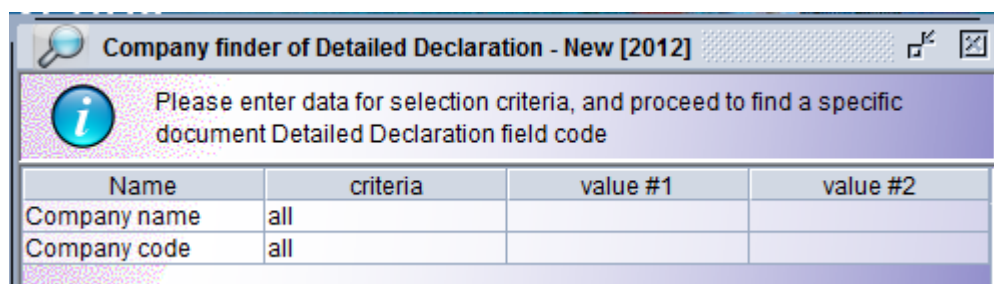 Company finder of Detailed Declaration - New [2012]
Please enter data for selection criteria, and proceed to find a specific
document Detailed Declaration field code
Name criteria value #1 value #2
Company name all
Company code all